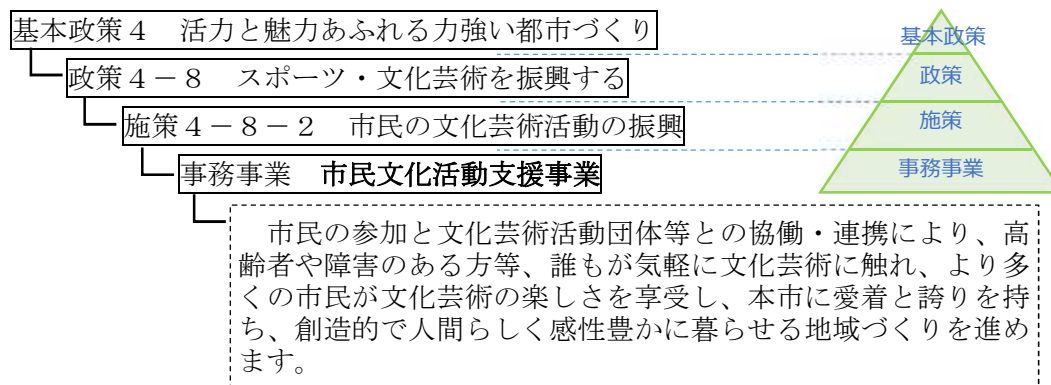 基本政策４　活力と魅力あふれる力強い都市づくり
政策４－８　スポーツ・文化芸術を振興する
施策４－８－２　市民の文化芸術活動の振興
事務事業　市民文化活動支援事業
市民の参加と文化芸術活動団体等との協働・連携により、高
齢者や障害のある方等、誰もが気軽に文化芸術に触れ、より多
くの市民が文化芸術の楽しさを享受し、本市に愛着と誇りを持
ち、創造的で人間らしく感性豊かに暮らせる地域づくりを進め
ます。
基本政策
政策
施策
事務事業